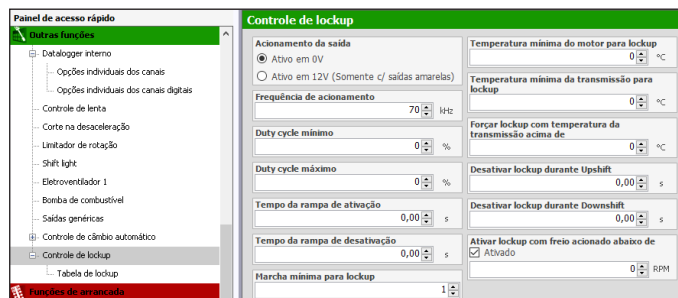 Painel de acesso rápido
Outras funções
Datalogger interno
Opções individuais dos canais
Opções individuais dos canais digitais
Controle de lenta
Corte na desaceleração
Limitador de rotação
Shift light
Eletroventilador 1
Bomba de combustível
Saídas genéricas
Controle de câmbio automático
Controle de lockup
Tabela de lockup
Funções de arrancada
Controle de lockup
Acionamento da saída
Ativo em 0V
Ativo em 12V (Somente c/ saídas amarelas)
Frequência de acionamento
70 kHz
Duty cycle mínimo
0 %
Duty cycle máximo
0 %
Tempo da rampa de ativação
0,00 s
Tempo da rampa de desativação
0,00 s
Marcha mínima para lockup
1
Temperatura mínima do motor para lockup
0 °C
Temperatura mínima da transmissão para
lockup
0 °C
Forçar lockup com temperatura da
transmissão acima de
0 °C
Desativar lockup durante Upshift
0,00 s
Desativar lockup durante Downshift
0,00 s
Ativar lockup com freio acionado abaixo de
Ativado
0 RPM